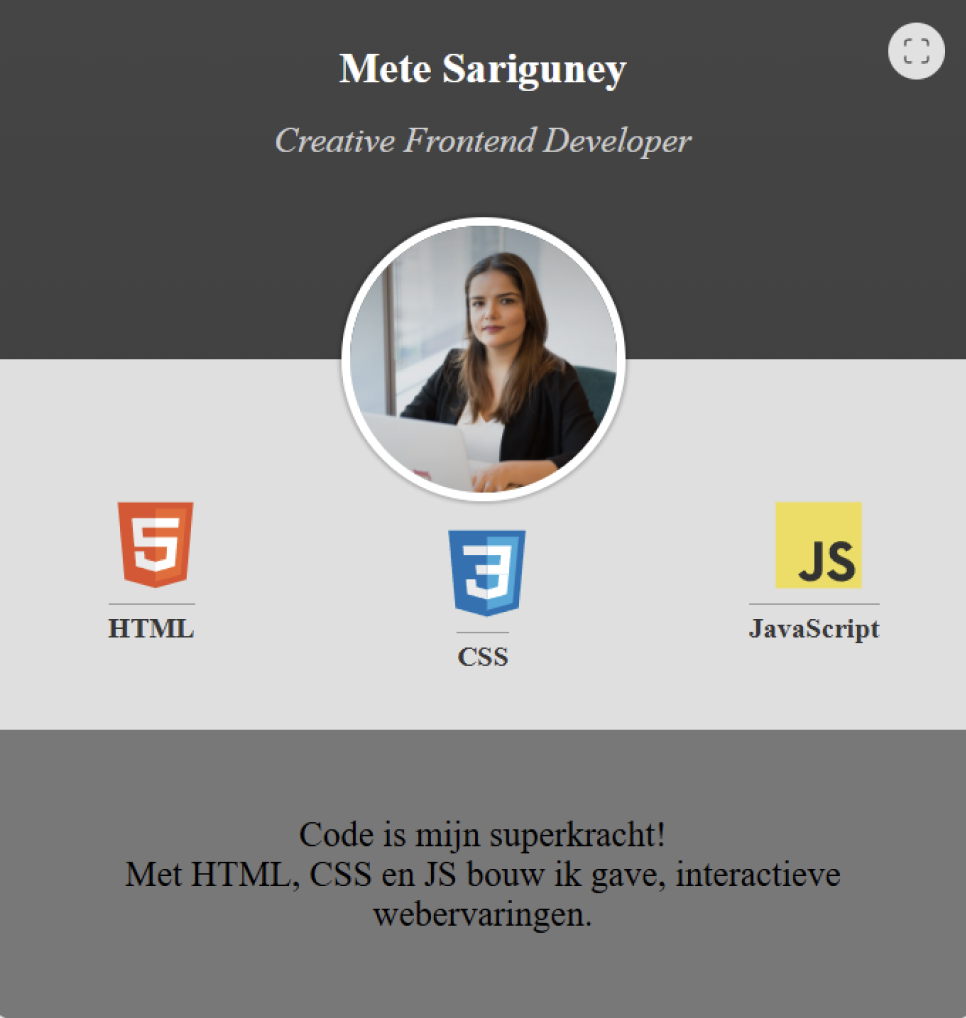 Mete Sariguney
Creative Frontend Developer
5
3
JS
HTML
CSS
JavaScript
Code is mijn superkracht!
Met HTML, CSS en JS bouw ik gave, interactieve
webervaringen.